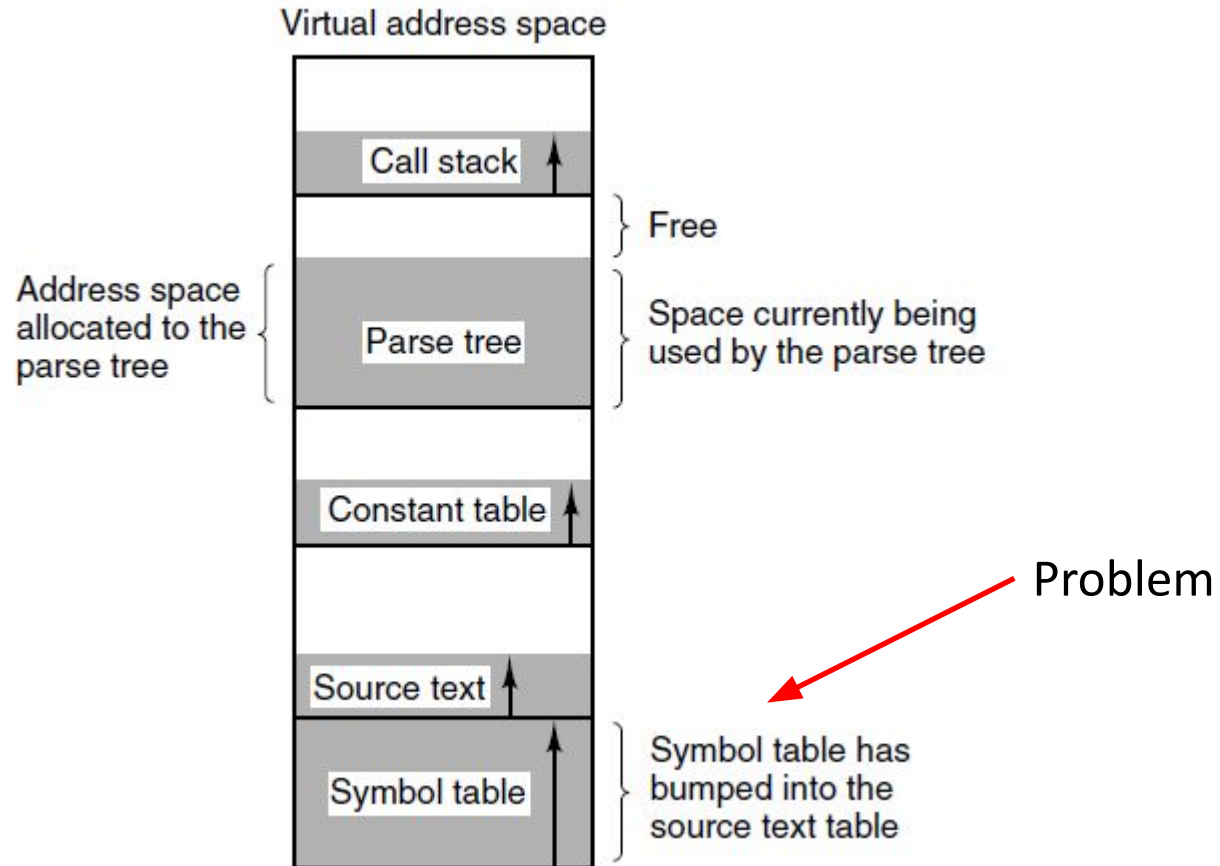 Virtual address space
Call stack
Free
Address space
allocated to the
parse tree
Parse tree
Space currently being
used by the parse tree
Constant table
Problem
Source text
Symbol table
Symbol table has
bumped into the
source text table